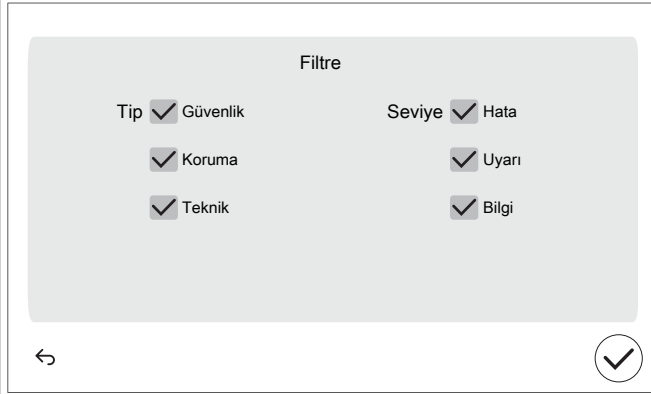 Filtre
Tip Güvenlik Seviye Hata
Koruma Uyarı
Teknik Bilgi